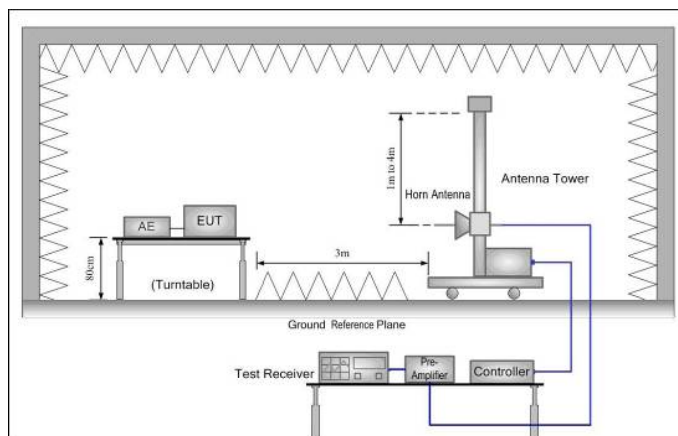 1m to 4m
Horn Antenna
Antenna Tower
AE
EUT
80cm
(Turntable)
3m
Ground Reference Plane
Test Receiver
Pre-
Amplifier
Controller